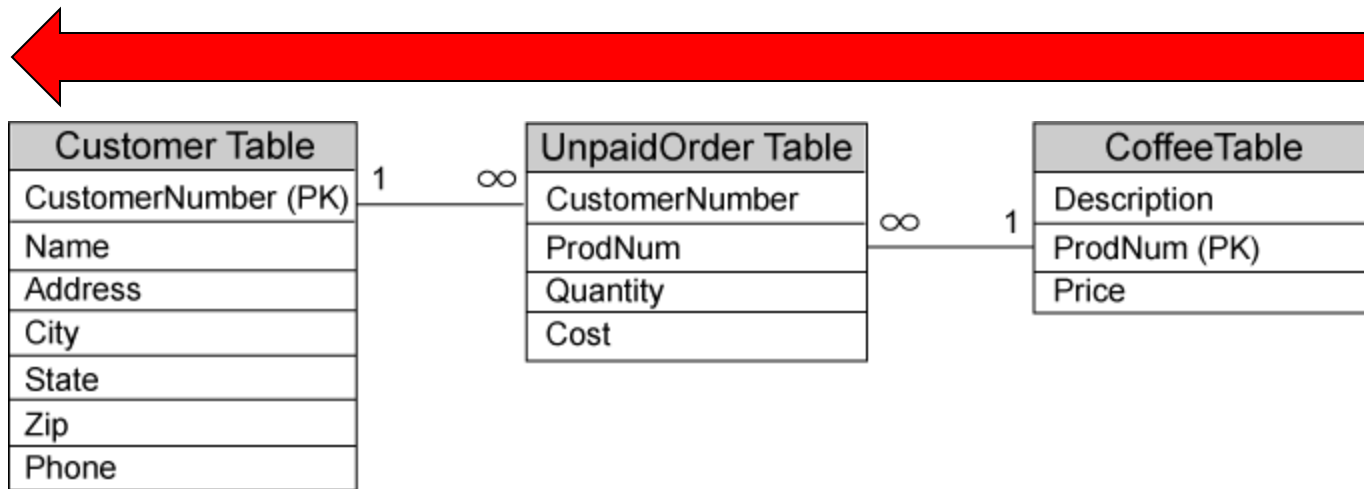 Customer Table
CustomerNumber (PK)
Name
Address
City
State
Zip
Phone
1 ∞
UnpaidOrder Table
CustomerNumber
ProdNum
Quantity
Cost
∞ 1
CoffeeTable
Description
ProdNum (PK)
Price